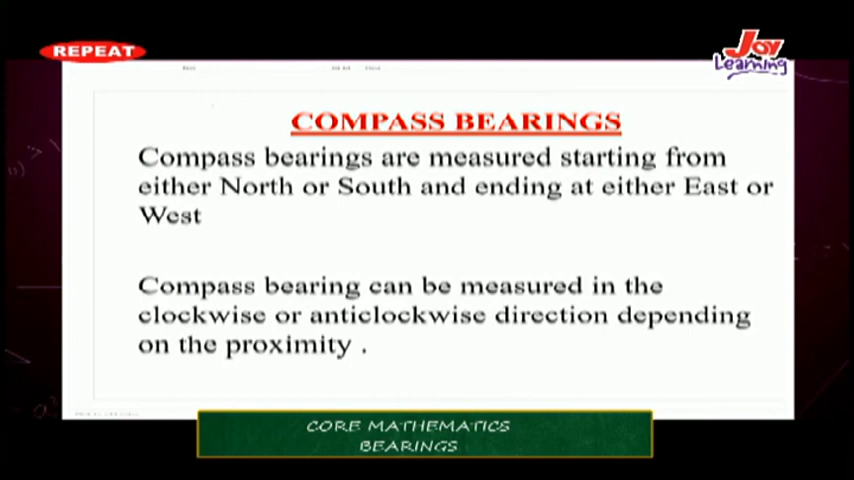 REPEAT
Joy
Learning
COMPASS BEARINGS
Compass bearings are measured starting from
either North or South and ending at either East or
West
Compass bearing can be measured in the
clockwise or anticlockwise direction depending
on the proximity .
CORE MATHEMATICS
BEARINGS